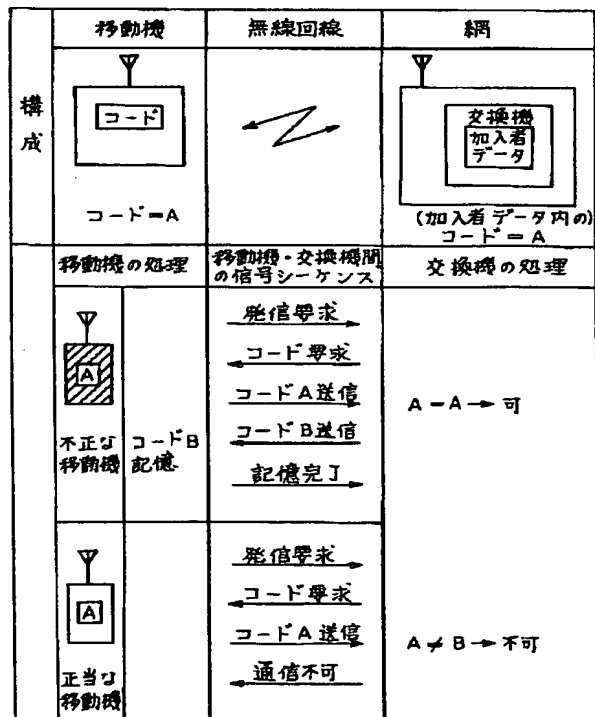 移動機
無線回線
網
構成
コード
コード=A
交換機
加入者
データ
(加入者データ内の)
コード=A
移動機の処理
移動機・交換機間
の信号シーケンス
交換機の処理
A
不正な
移動機
コードB
記憶
発信要求
コード要求
コードA送信
コードB送信
記憶完了
A=A→可
A
正当な
移動機
発信要求
コード要求
コードA送信
通信不可
A≠B→不可